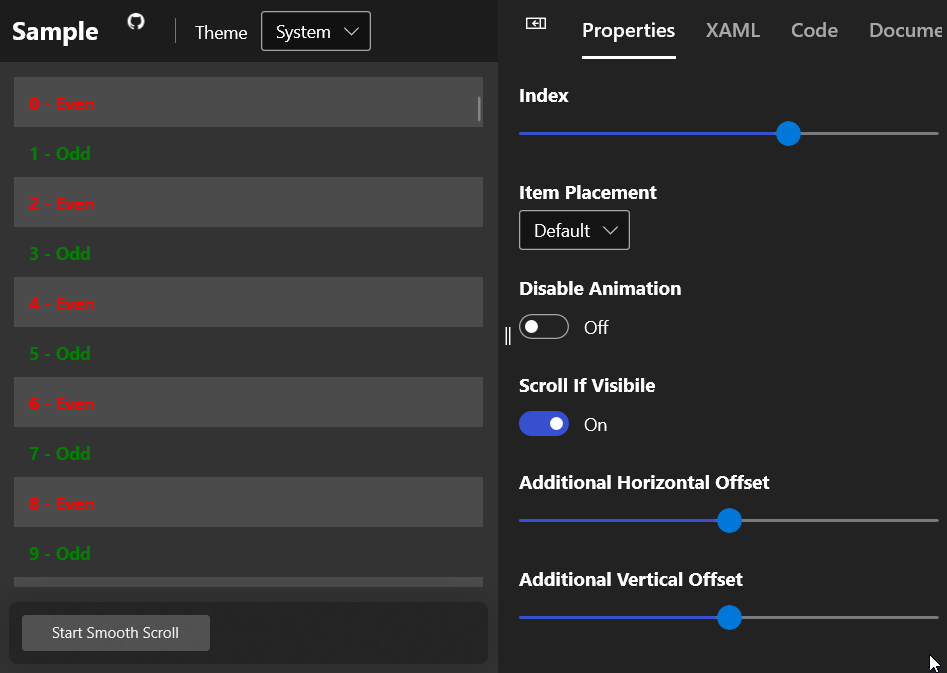 Sample
Theme
System
0 - Even
1 - Odd
2 - Even
3 - Odd
4 - Even
5 - Odd
6 - Even
7 - Odd
8 - Even
9 - Odd
Start Smooth Scroll
Properties XAML Code Docume
Index
Item Placement
Default
Disable Animation
Off
Scroll If Visibile
On
Additional Horizontal Offset
Additional Vertical Offset